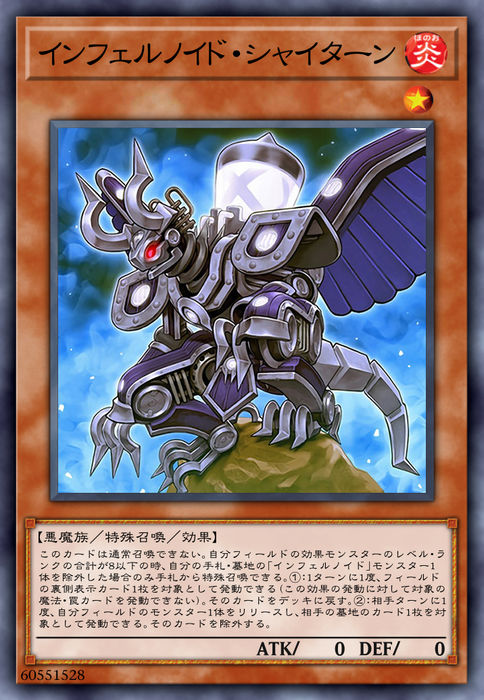 インフェルノイド・シャイターン
ほのお
炎
【悪魔族/特殊召喚/効果】
このカードは通常召喚できない。自分フィールドの効果モンスターのレベル・ラ
ンクの合計が8以下の時、自分の手札・墓地の「インフェルノイド」モンスター1
体を除外した場合のみ手札から特殊召喚できる。①:1ターンに1度、フィールド
の裏側表示カード1枚を対象として発動できる(この効果の発動に対して対象の
魔法・罠カードを発動できない)。そのカードをデッキに戻す。②:相手ターンに1
度、自分フィールドのモンスター1体をリリースし、相手の墓地のカード1枚を対
象として発動できる。そのカードを除外する。
ATK/ 0 DEF/ 0
60551528